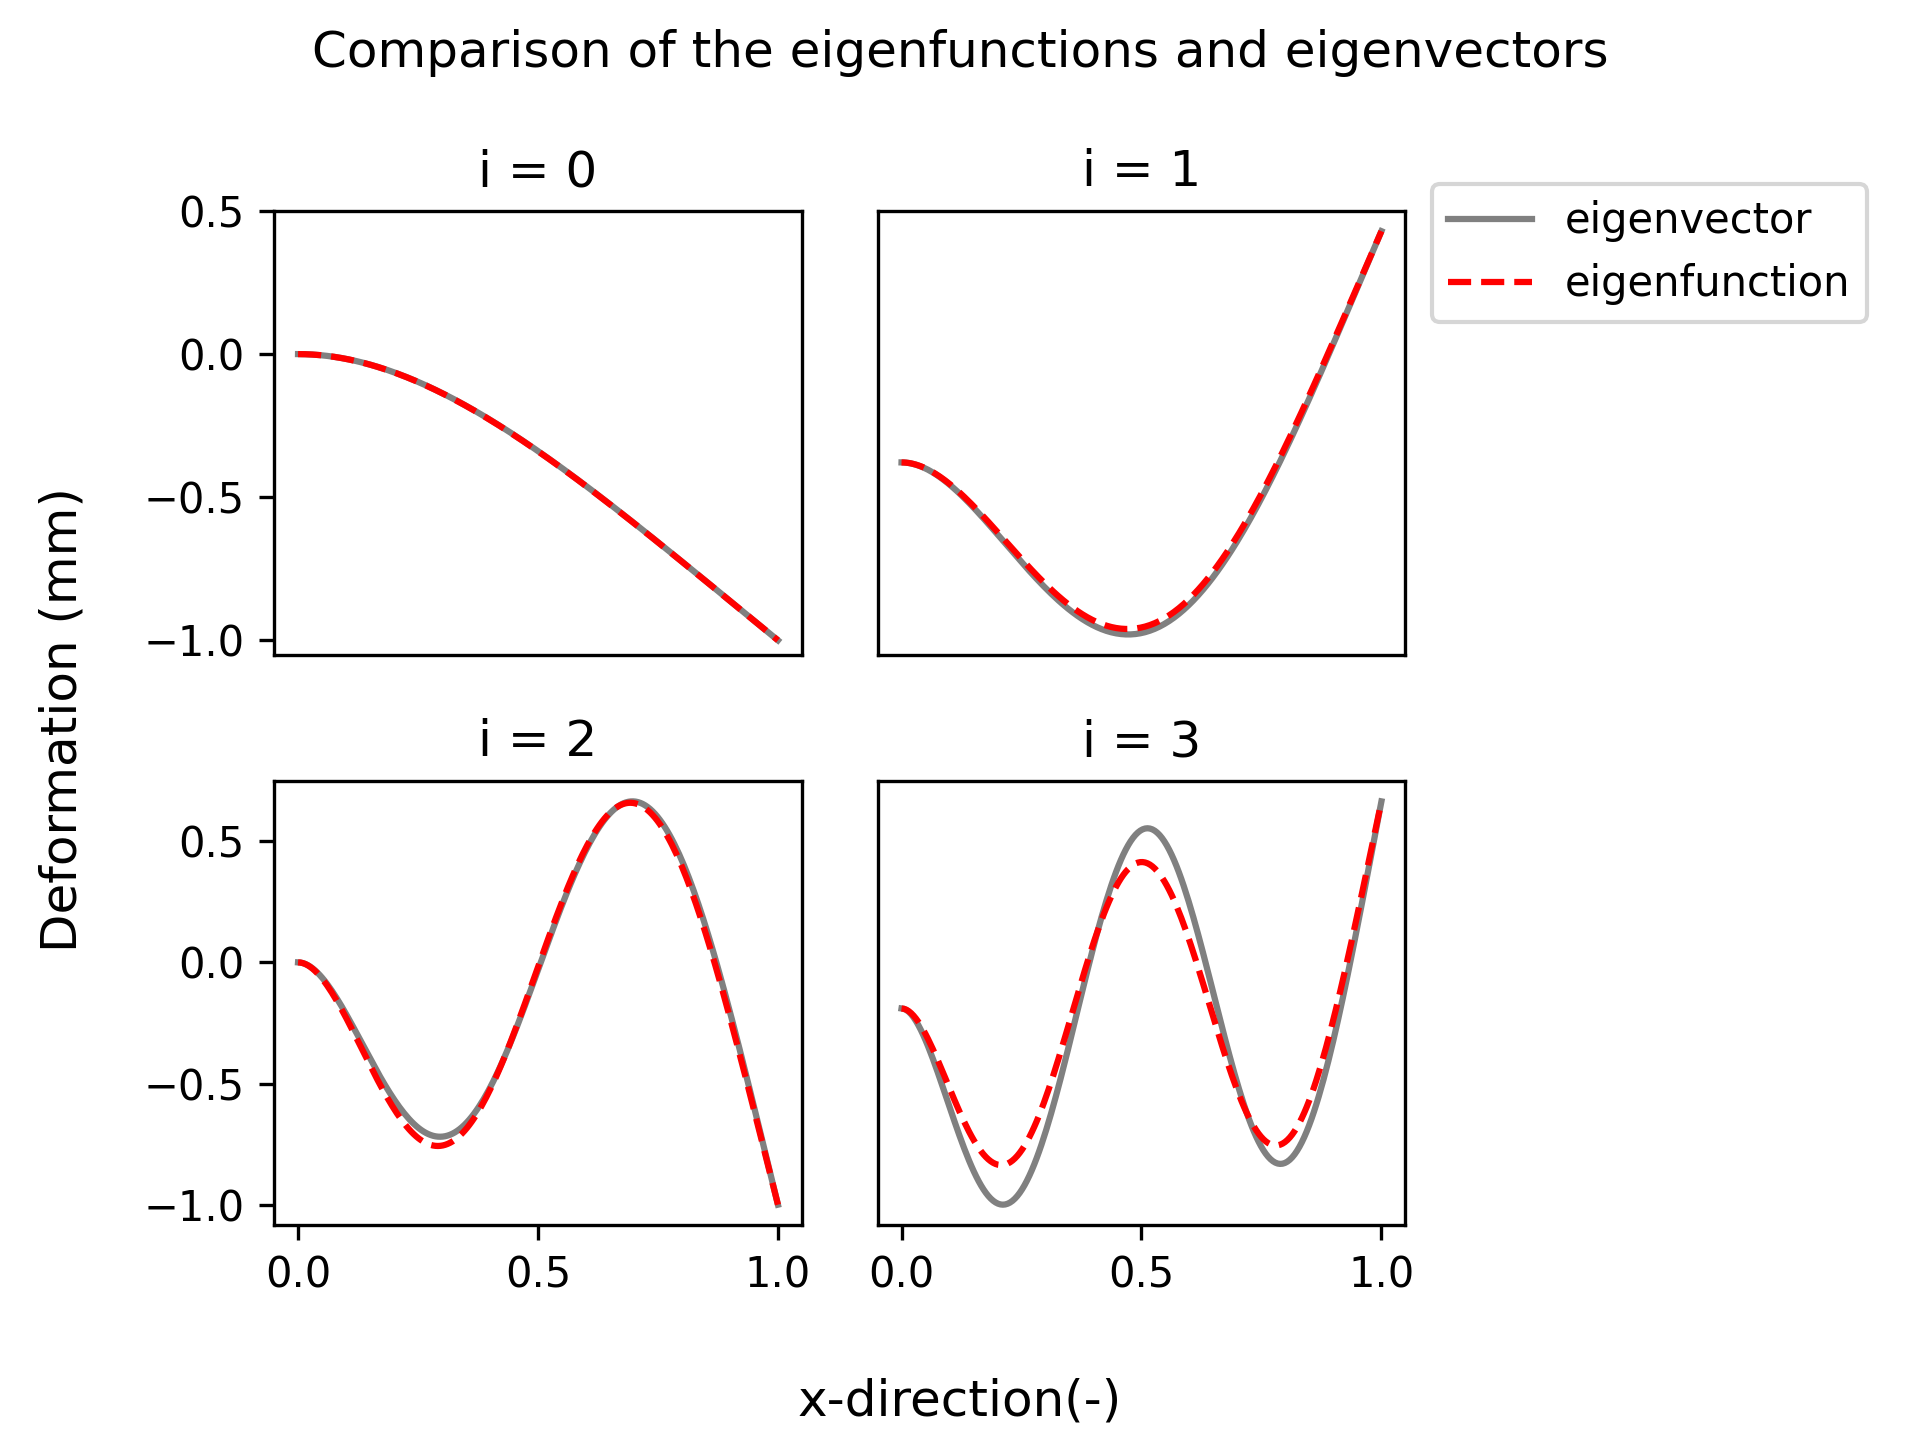 Comparison of the eigenfunctions and eigenvectors
i = 0
i = 1
eigenvector
eigenfunction
0.5
0.0
−0.5
−1.0
Deformation (mm)
i = 2
i = 3
0.5
0.0
−0.5
−1.0
0.0 0.5 1.0
0.0 0.5 1.0
x-direction(-)